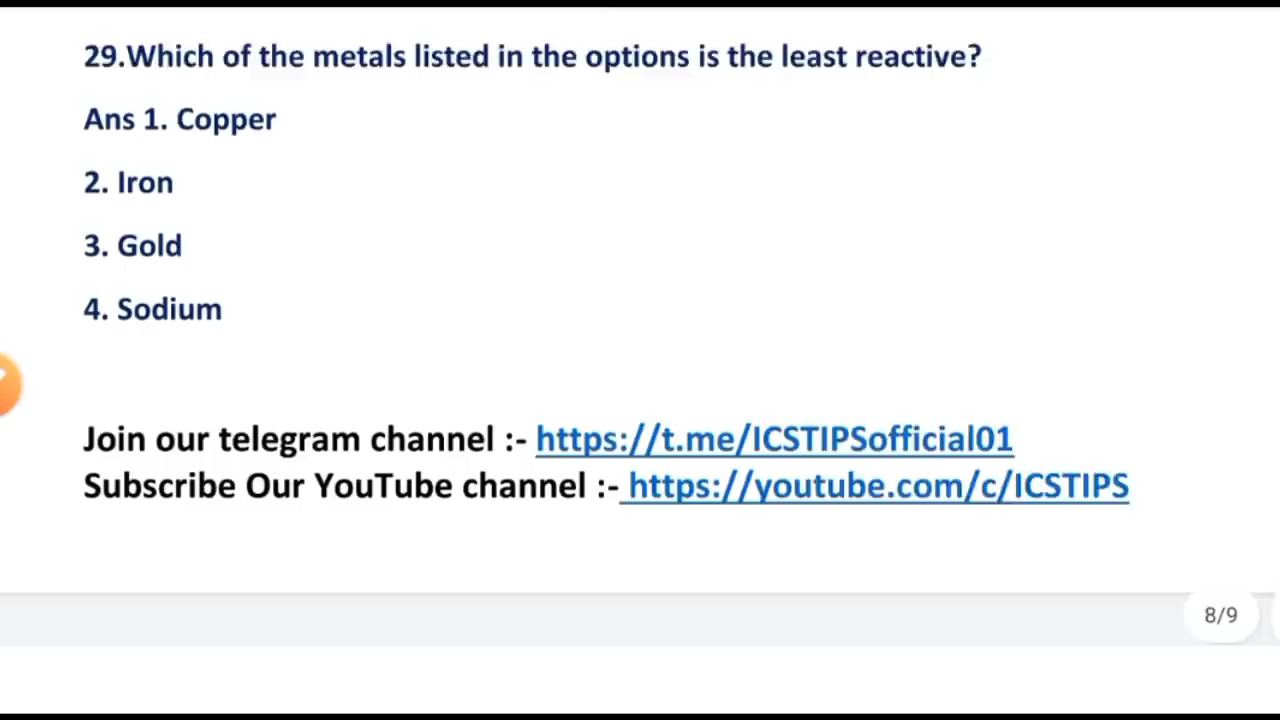 29.Which of the metals listed in the options is the least reactive?
Ans 1. Copper
2. Iron
3. Gold
4. Sodium
Join our telegram channel :- https://t.me/ICSTIPSofficial01
Subscribe Our YouTube channel :- https://youtube.com/c/ICSTIPS
8/9